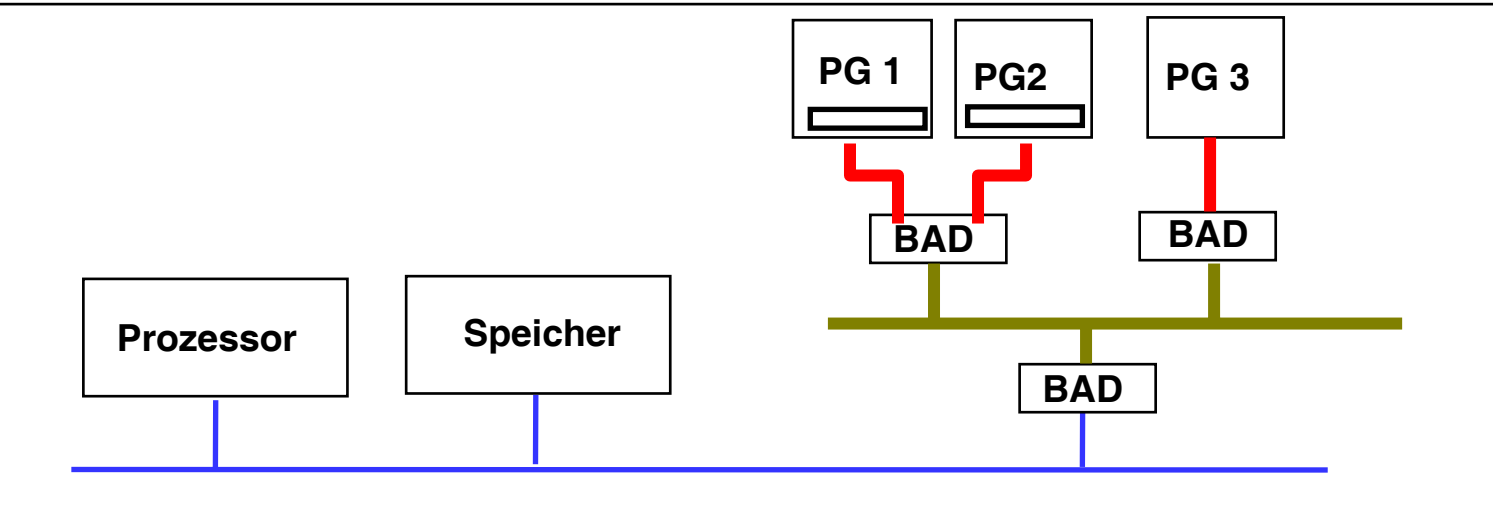 PG 1
PG2
PG 3
BAD
BAD
Prozessor
Speicher
BAD